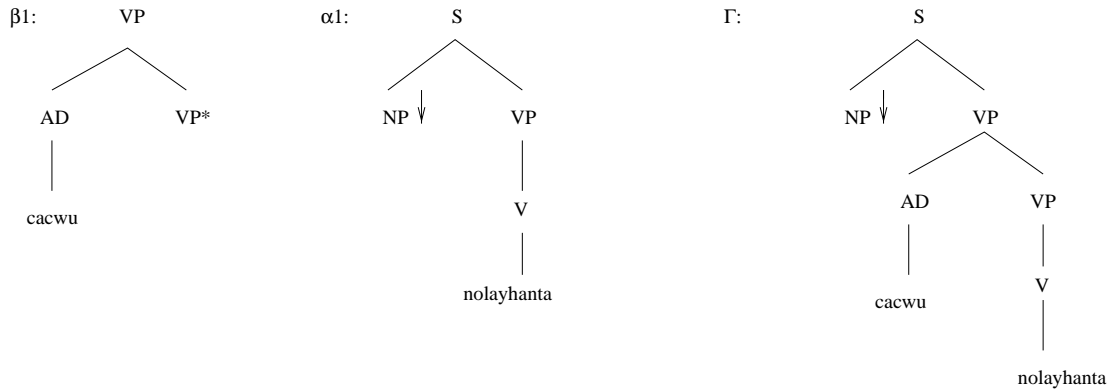 β1: VP α1: S Γ: S
AD VP* NP ↓ VP NP ↓ VP
cacwu V AD VP
nolayhanta cacwu V
nolayhanta